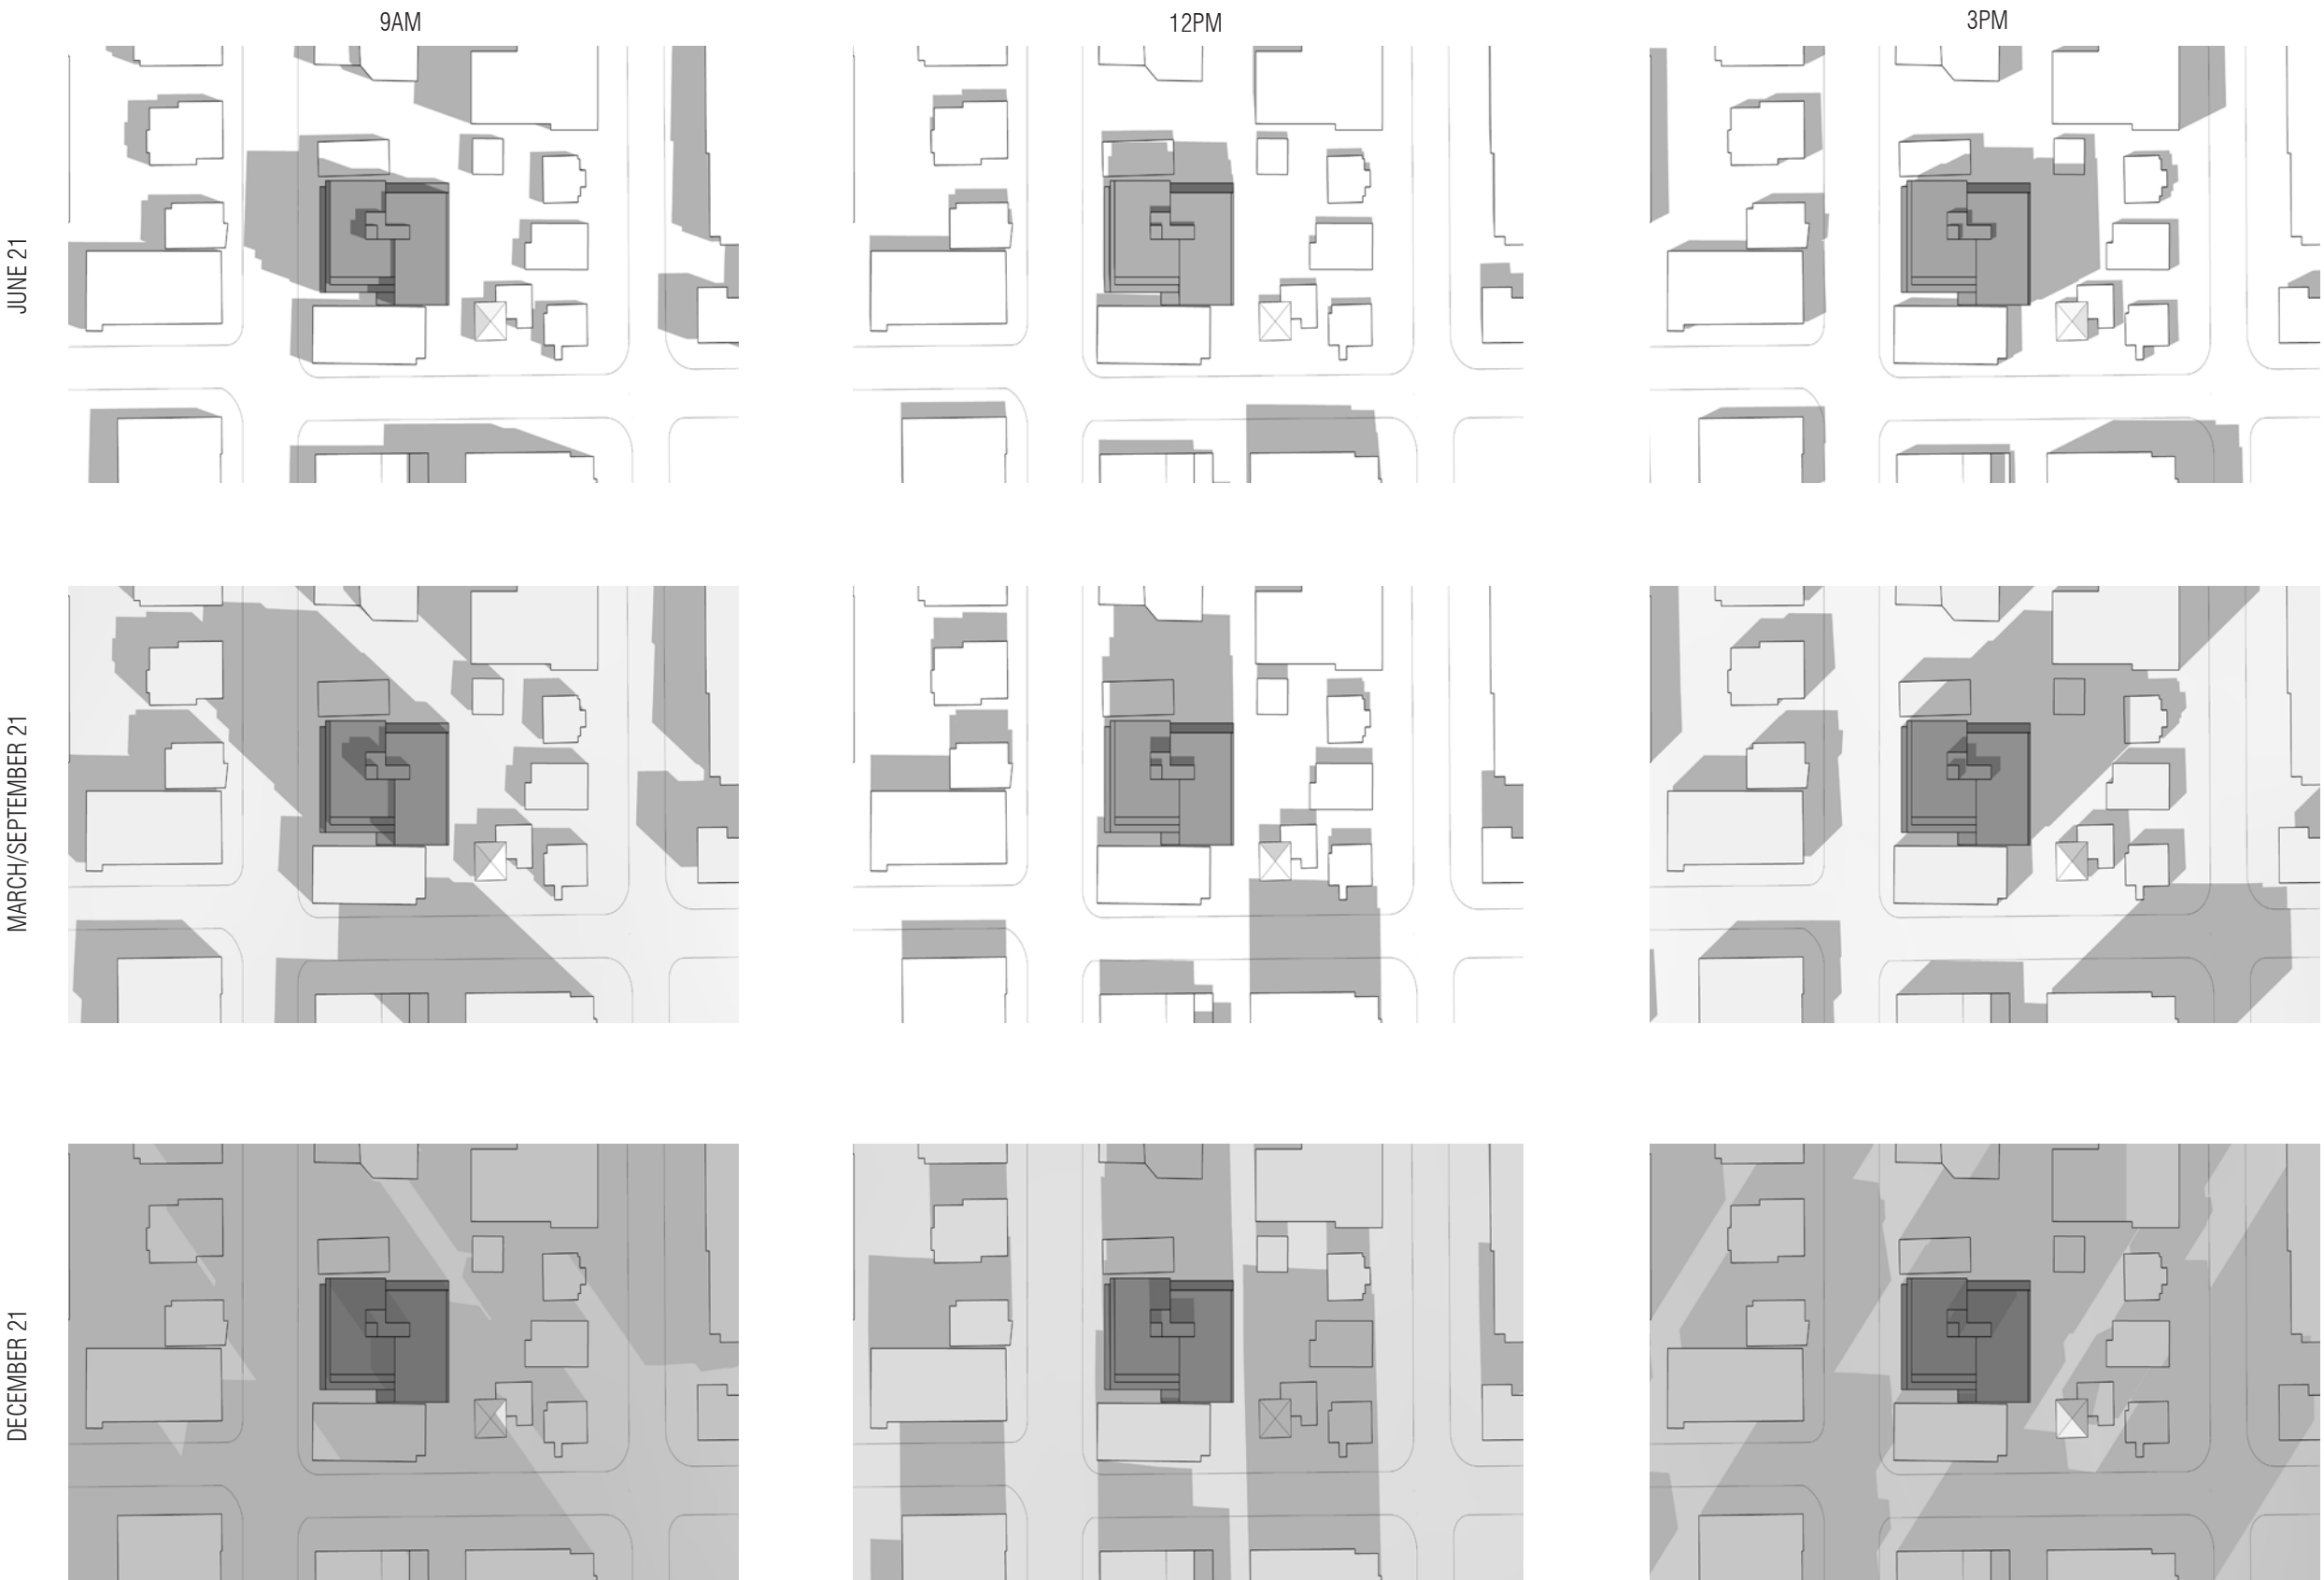 9AM
12PM
3PM
JUNE 21
MARCH/SEPTEMBER 21
DECEMBER 21